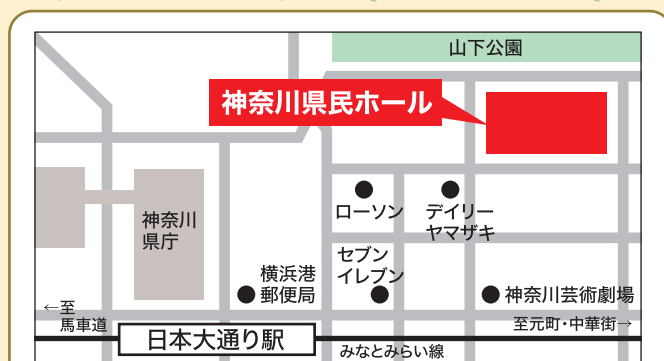 山下公園
神奈川県民ホール
ローソン
デイリー
ヤマザキ
神奈川
県庁
セブン
イレブン
横浜港
郵便局
神奈川芸術劇場
←至
馬車道
至元町・中華街→
日本大通り駅
みなとみらい線